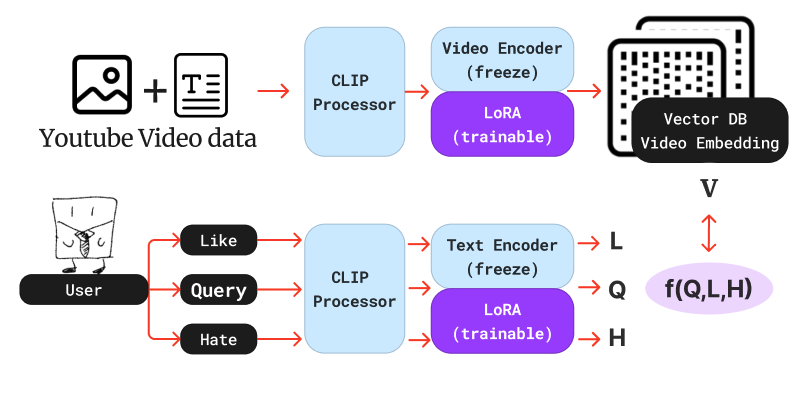 +
T
Youtube Video data
CLIP
Processor
Video Encoder
(freeze)
LoRA
(trainable)
Vector DB
Video Embedding
V
User
Like
Query
Hate
CLIP
Processor
Text Encoder
(freeze)
LoRA
(trainable)
L
Q
H
f(Q,L,H)